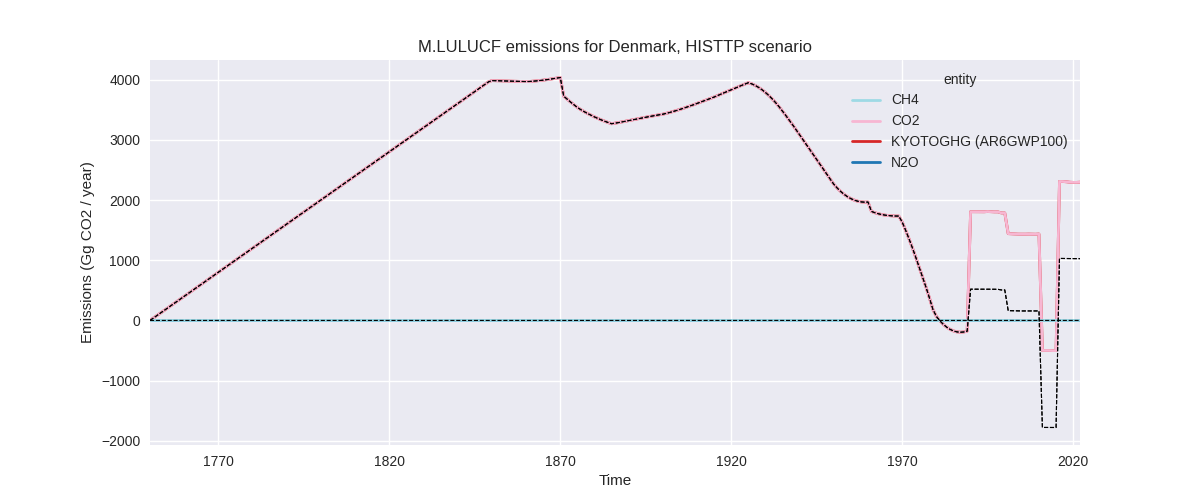 M.LULUCF emissions for Denmark, HISTTP scenario
Emissions (Gg CO2 / year)
4000
3000
2000
1000
0
−1000
−2000
entity
CH4
CO2
KYOTOGHG (AR6GWP100)
N2O
1770
1820
1870
1920
1970
2020
Time